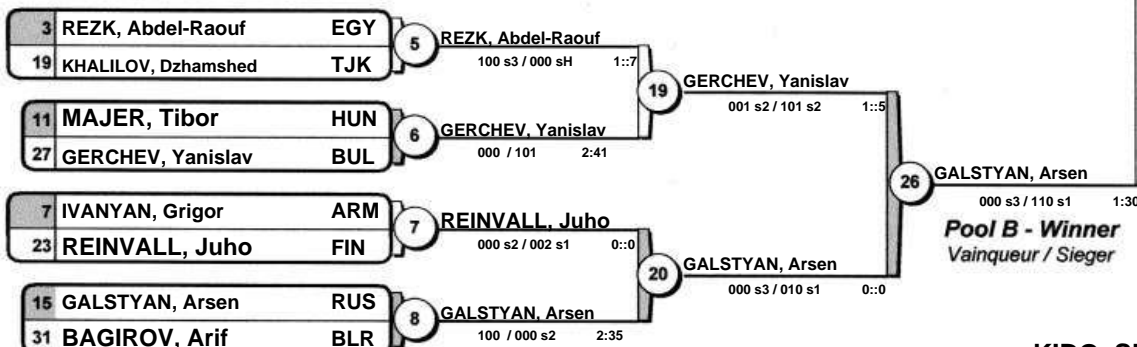 3 REZK, Abdel-Raouf EGY
19 KHALILOV, Dzhamshed TJK
5
REZK, Abdel-Raouf
100 s3 / 000 sH 1::7
11 MAJER, Tibor HUN
27 GERCHEV, Yanislav BUL
6
GERCHEV, Yanislav
000 / 101 2:41
19
GERCHEV, Yanislav
001 s2 / 101 s2 1::5
7 IVANYAN, Grigor ARM
23 REINVALL, Juho FIN
7
REINVALL, Juho
000 s2 / 002 s1 0::0
15 GALSTYAN, Arsen RUS
31 BAGIROV, Arif BLR
8
GALSTYAN, Arsen
100 / 000 s2 2:35
20
GALSTYAN, Arsen
000 s3 / 010 s1 0::0
26
GALSTYAN, Arsen
000 s3 / 110 s1 1:30
Pool B - Winner
Vainqueur / Sieger